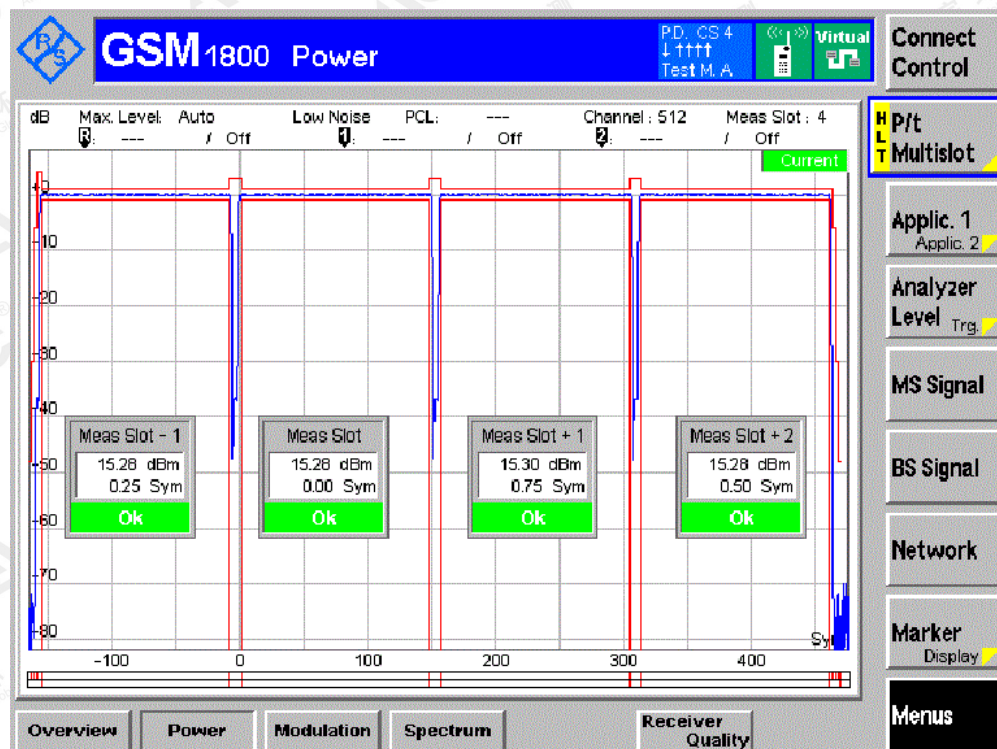 R/S
GSM 1800 Power
P.D. CS 4
↓ ↑↑↑↑
Test M. A.
Virtual
Connect Control
dB Max. Level: Auto Low Noise PCL: --- Channel : 512 Meas Slot : 4
R: --- / Off 1: --- / Off 2: --- / Off
Current
HLT
P/t Multislot
+0
-10
-20
-30
-40
-50
-60
-70
-80
Meas Slot - 1
15.28 dBm
0.25 Sym
Ok
Meas Slot
15.28 dBm
0.00 Sym
Ok
Meas Slot + 1
15.30 dBm
0.75 Sym
Ok
Meas Slot + 2
15.28 dBm
0.50 Sym
Ok
-100 0 100 200 300 400
Applic. 1
Applic. 2
Analyzer
Level Trg.
MS Signal
BS Signal
Network
Marker
Display
Menus
Overview Power Modulation Spectrum Receiver Quality